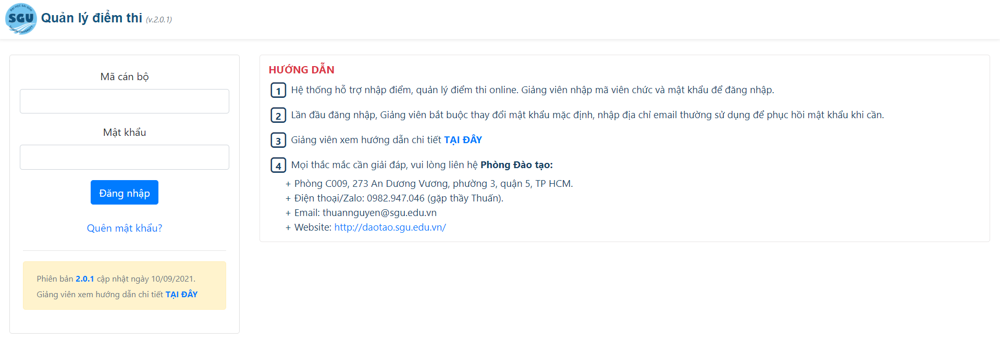 ĐẠI HỌC SÀI GÒN
SGU
SAIGON UNIVERSITY
Quản lý điểm thi (v.2.0.1)
Mã cán bộ
Mật khẩu
Đăng nhập
Quên mật khẩu?
Phiên bản 2.0.1 cập nhật ngày 10/09/2021.
Giảng viên xem hướng dẫn chi tiết TẠI ĐÂY
HƯỚNG DẪN
1 Hệ thống hỗ trợ nhập điểm, quản lý điểm thi online. Giảng viên nhập mã viên chức và mật khẩu để đăng nhập.
2 Lần đầu đăng nhập, Giảng viên bắt buộc thay đổi mật khẩu mặc định, nhập địa chỉ email thường sử dụng để phục hồi mật khẩu khi cần.
3 Giảng viên xem hướng dẫn chi tiết TẠI ĐÂY
4 Mọi thắc mắc cần giải đáp, vui lòng liên hệ Phòng Đào tạo:
+ Phòng C009, 273 An Dương Vương, phường 3, quận 5, TP HCM.
+ Điện thoại/Zalo: 0982.947.046 (gặp thầy Thuấn).
+ Email: thuannguyen@sgu.edu.vn
+ Website: http://daotao.sgu.edu.vn/